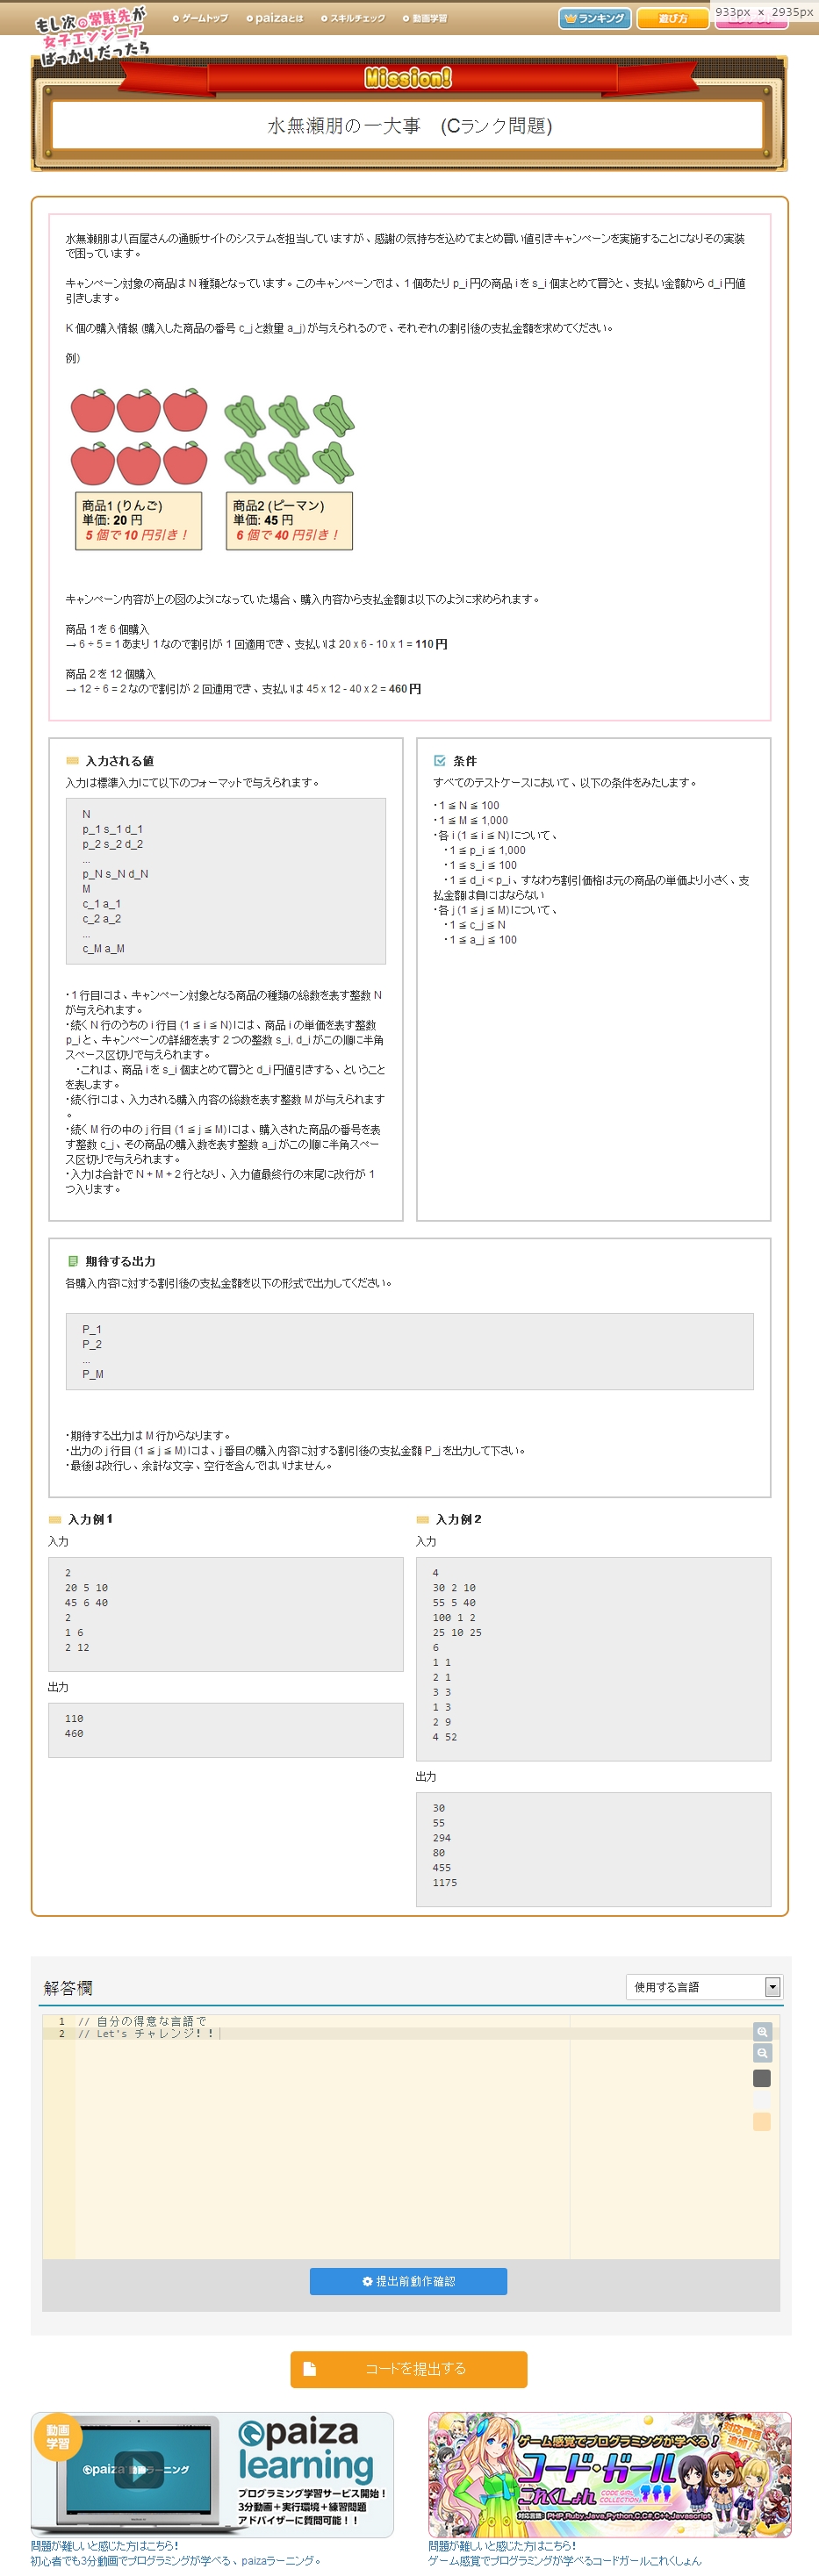 もし次の常駐先が
女子エンジニア
ばっかりだったら
ゲームトップ
paizaとは
スキルチェック
動画学習
ランキング
遊び方
933px × 2935px
Mission!
水無瀬朋の一大事 (Cランク問題)
水無瀬朋は八百屋さんの通販サイトのシステムを担当していますが、感謝の気持ちを込めてまとめ買い値引きキャンペーンを実施することになりその実装
で困っています。
キャンペーン対象の商品は N 種類となっています。このキャンペーンでは、1 個あたり p_i 円の商品 i を s_i 個まとめて買うと、支払い金額から d_i 円値
引きします。
K 個の購入情報 (購入した商品の番号 c_j と数量 a_j) が与えられるので、それぞれの割引後の支払金額を求めてください。
例)
商品1 (りんご)
単価: 20 円
5 個で 10 円引き！
商品2 (ピーマン)
単価: 45 円
6 個で 40 円引き！
キャンペーン内容が上の図のようになっていた場合、購入内容から支払金額は以下のように求められます。
商品 1 を 6 個購入
→ 6 ÷ 5 = 1 あまり 1 なので割引が 1 回適用でき、支払いは 20 x 6 - 10 x 1 = 110 円
商品 2 を 12 個購入
→ 12 ÷ 6 = 2 なので割引が 2 回適用でき、支払いは 45 x 12 - 40 x 2 = 460 円
入力される値
入力は標準入力にて以下のフォーマットで与えられます。
N
p_1 s_1 d_1
p_2 s_2 d_2
...
p_N s_N d_N
M
c_1 a_1
c_2 a_2
...
c_M a_M
・1 行目には、キャンペーン対象となる商品の種類の総数を表す整数 N
が与えられます。
・続く N 行のうちの i 行目 (1 ≦ i ≦ N) には、商品 i の単価を表す整数
p_i と、キャンペーンの詳細を表す 2 つの整数 s_i, d_i がこの順に半角
スペース区切りで与えられます。
・これは、商品 i を s_i 個まとめて買うと d_i 円値引きする、ということ
を表します。
・続く行には、入力される購入内容の総数を表す整数 M が与えられます
。
・続く M 行の中の j 行目 (1 ≦ j ≦ M) には、購入された商品の番号を表
す整数 c_j、その商品の購入数を表す整数 a_j がこの順に半角スペー
ス区切りで与えられます。
・入力は合計で N + M + 2 行となり、入力値最終行の末尾に改行が 1
つ入ります。
条件
すべてのテストケースにおいて、以下の条件をみたします。
・1 ≦ N ≦ 100
・1 ≦ M ≦ 1,000
・各 i (1 ≦ i ≦ N) について、
・1 ≦ p_i ≦ 1,000
・1 ≦ s_i ≦ 100
・1 ≦ d_i < p_i 、すなわち割引価格は元の商品の単価より小さく、支
払金額は負にはならない
・各 j (1 ≦ j ≦ M) について、
・1 ≦ c_j ≦ N
・1 ≦ a_j ≦ 100
期待する出力
各購入内容に対する割引後の支払金額を以下の形式で出力してください。
P_1
P_2
...
P_M
・期待する出力は M 行からなります。
・出力の j 行目 (1 ≦ j ≦ M) には、j 番目の購入内容に対する割引後の支払金額 P_j を出力して下さい。
・最後は改行し、余計な文字、空行を含んではいけません。
入力例1
入力
2
20 5 10
45 6 40
2
1 6
2 12
出力
110
460
入力例2
入力
4
30 2 10
55 5 40
100 1 2
25 10 25
6
1 1
2 1
3 3
1 3
2 9
4 52
出力
30
55
294
80
455
1175
解答欄
使用する言語
1 // 自分の得意な言語で
2 // Let's チャレンジ！！
提出前動作確認
コードを提出する
動画
学習
paiza 動画ラーニング
paiza
learning
プログラミング学習サービス開始！
3分動画＋実行環境＋練習問題
アドバイザーに質問可能！！
問題が難しいと感じた方はこちら！
初心者でも3分動画でプログラミングが学べる、paizaラーニング。
ゲーム感覚でプログラミングが学べる！
対応言語
追加！
コード・ガール
これくしょん
CODE GIRL
COLLECTION
対応言語: PHP,Ruby,Java,Python,C,C#,C++,Javascript
問題が難しいと感じた方はこちら！
ゲーム感覚でプログラミングが学べるコードガールこれくしょん